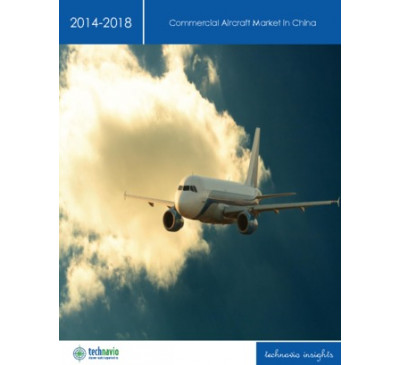 2014-2018
Commercial Aircraft Market in China
technavio
technavio insights